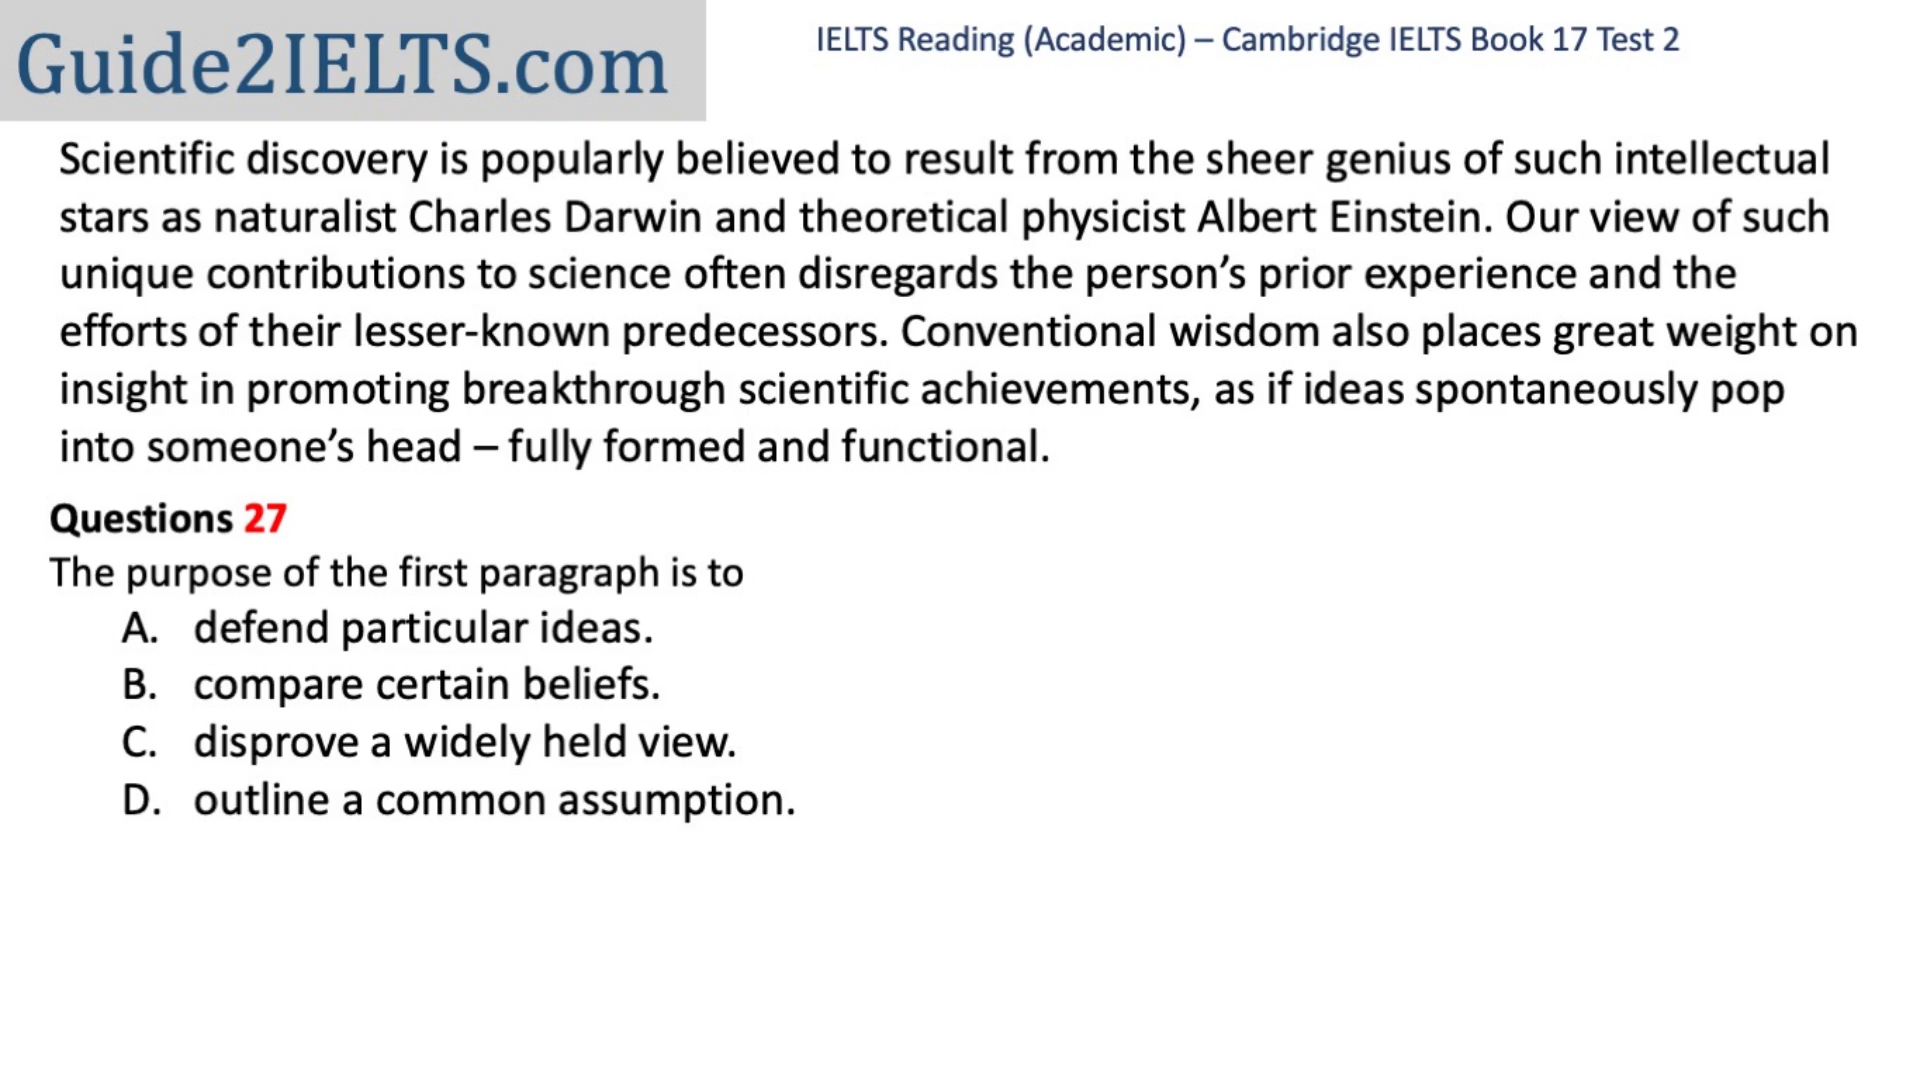 Guide2IELTS.com
IELTS Reading (Academic) – Cambridge IELTS Book 17 Test 2
Scientific discovery is popularly believed to result from the sheer genius of such intellectual
stars as naturalist Charles Darwin and theoretical physicist Albert Einstein. Our view of such
unique contributions to science often disregards the person’s prior experience and the
efforts of their lesser-known predecessors. Conventional wisdom also places great weight on
insight in promoting breakthrough scientific achievements, as if ideas spontaneously pop
into someone’s head – fully formed and functional.
Questions 27
The purpose of the first paragraph is to
A. defend particular ideas.
B. compare certain beliefs.
C. disprove a widely held view.
D. outline a common assumption.